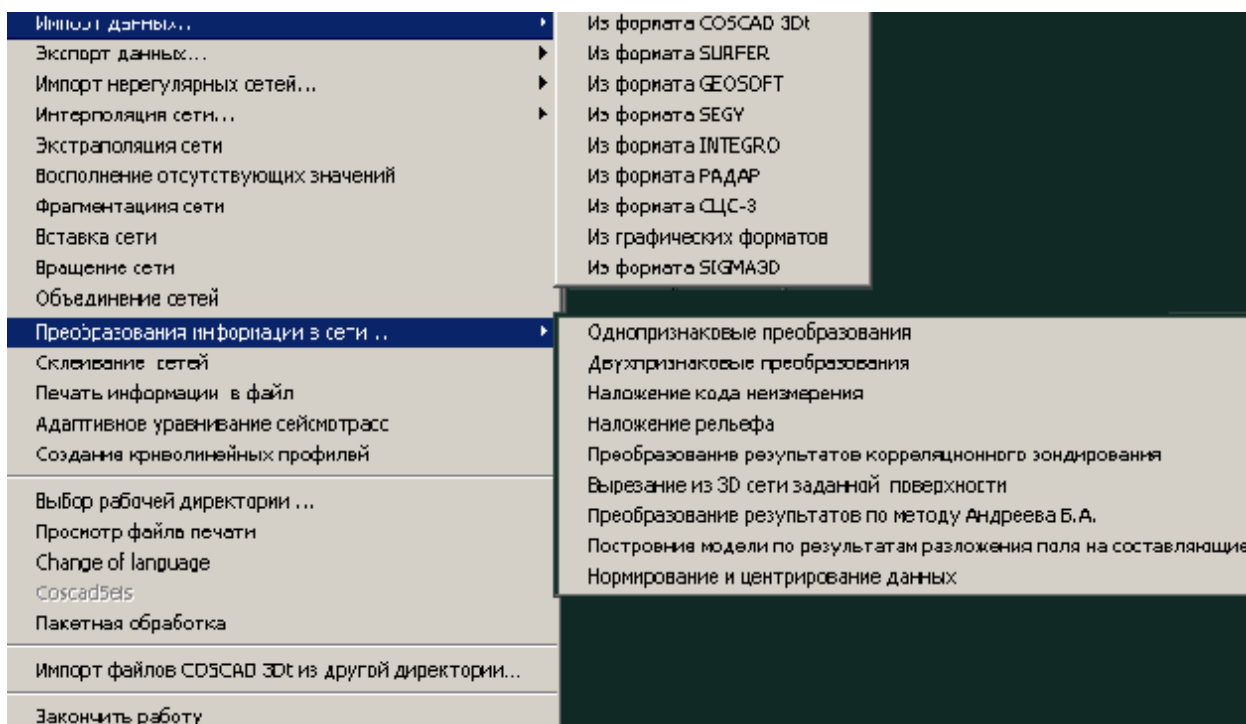 Импорт данных...
Экспорт данных...
Импорт нерегулярных сетей...
Интерполяция сети...
Экстраполяция сети
Восполнение отсутствующих значений
Фрагментациия сети
Вставка сети
Вращение сети
Объединение сетей
Преобразования информации в сети ...
Склеивание сетей
Печать информации в файл
Адаптивное уравнивание сейсмотрасс
Создание криволинейных профилей
Выбор рабочей директории ...
Просмотр файла печати
Change of language
CoscadSeis
Пакетная обработка
Импорт файлов COSCAD 3Dt из другой директории...
Закончить работу
Из формата COSCAD 3Dt
Из формата SURFER
Из формата GEOSOFT
Из формата SEGY
Из формата INTEGRO
Из формата РАДАР
Из формата СЦС-3
Из графических форматов
Из формата SIGMA3D
Однопризнаковые преобразования
Двухпризнаковые преобразования
Наложение кода неизмерения
Наложение рельефа
Преобразование результатов корреляционного зондирования
Вырезание из 3D сети заданной поверхности
Преобразование результатов по методу Андреева Б.А.
Построение модели по результатам разложения поля на составляющие
Нормирование и центрирование данных